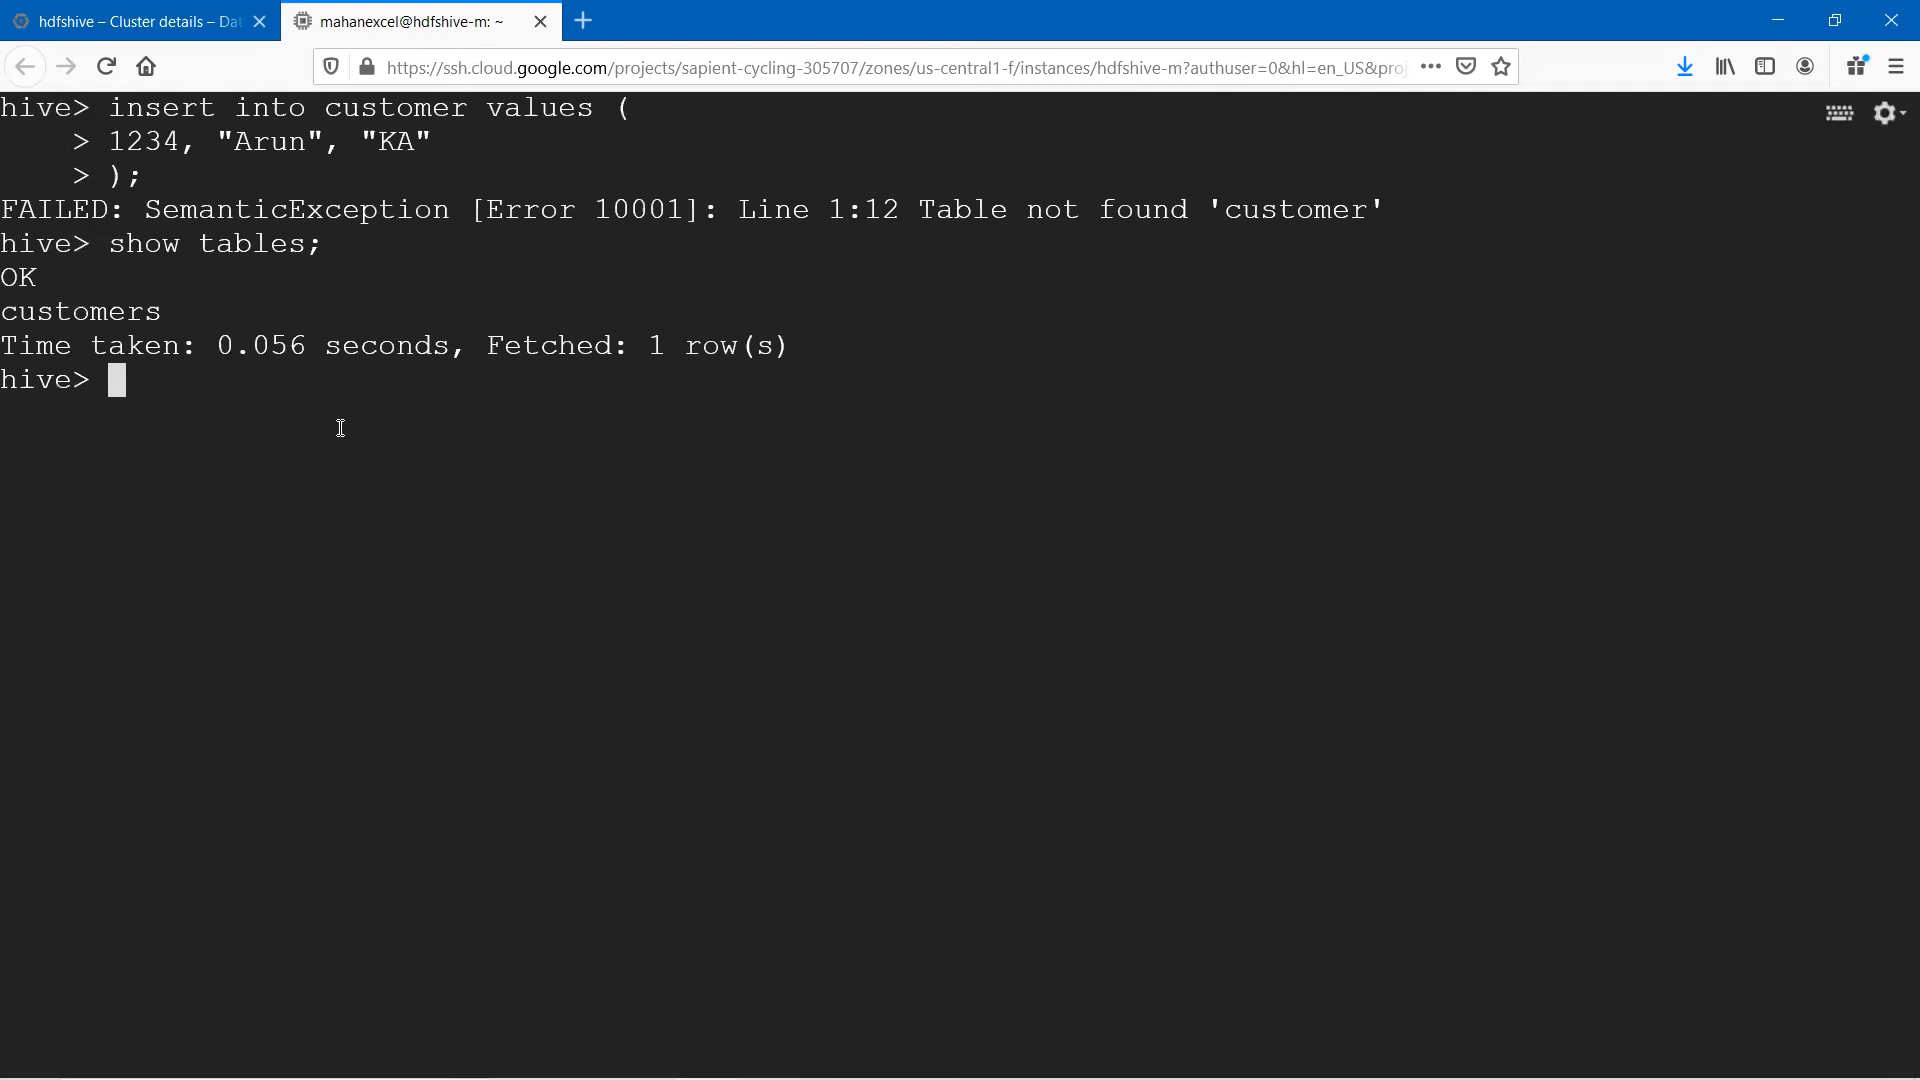 hdfshive – Cluster details – Dat
mahanexcel@hdfshive-m: ~
https://ssh.cloud.google.com/projects/sapient-cycling-305707/zones/us-central1-f/instances/hdfshive-m?authuser=0&hl=en_US&proj
hive> insert into customer values (
    > 1234, "Arun", "KA"
    > );
FAILED: SemanticException [Error 10001]: Line 1:12 Table not found 'customer'
hive> show tables;
OK
customers
Time taken: 0.056 seconds, Fetched: 1 row(s)
hive>